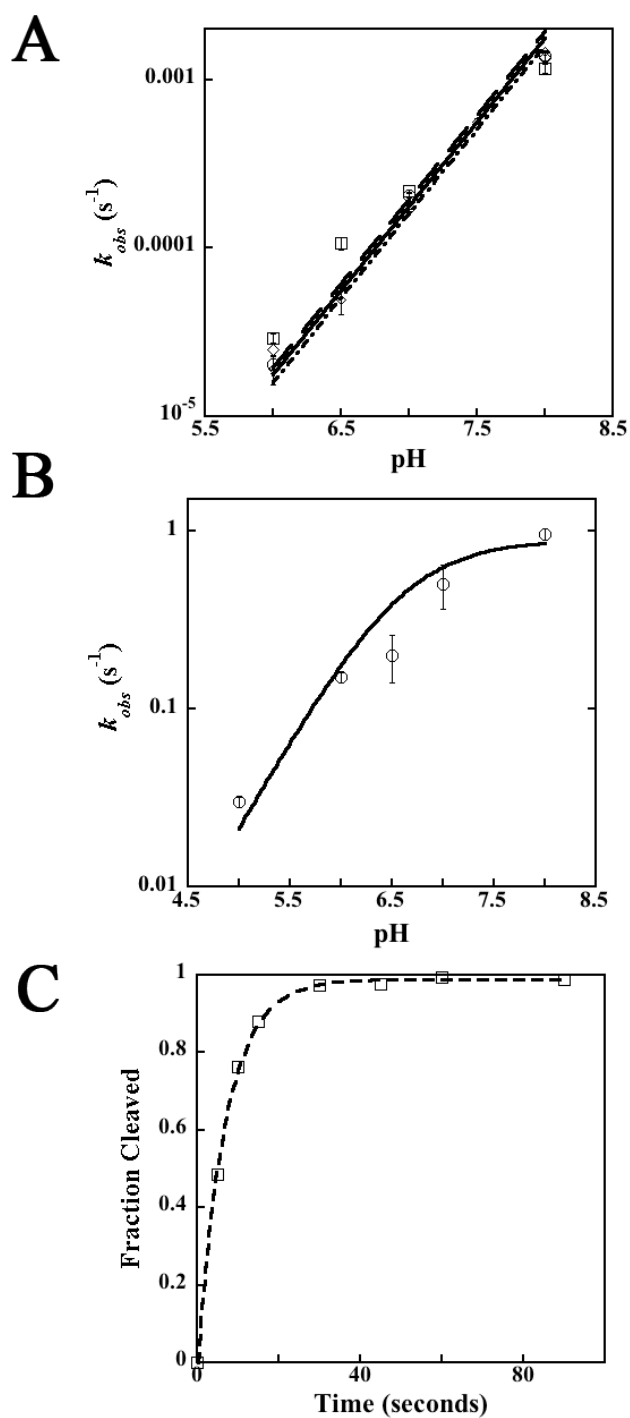 A
0.001
0.0001
10⁻⁵
k obs (s⁻¹)
5.5 6.5 7.5 8.5
pH
B
1
0.1
0.01
k obs (s⁻¹)
4.5 5.5 6.5 7.5 8.5
pH
C
1
0.8
0.6
0.4
0.2
0
Fraction Cleaved
0 40 80
Time (seconds)